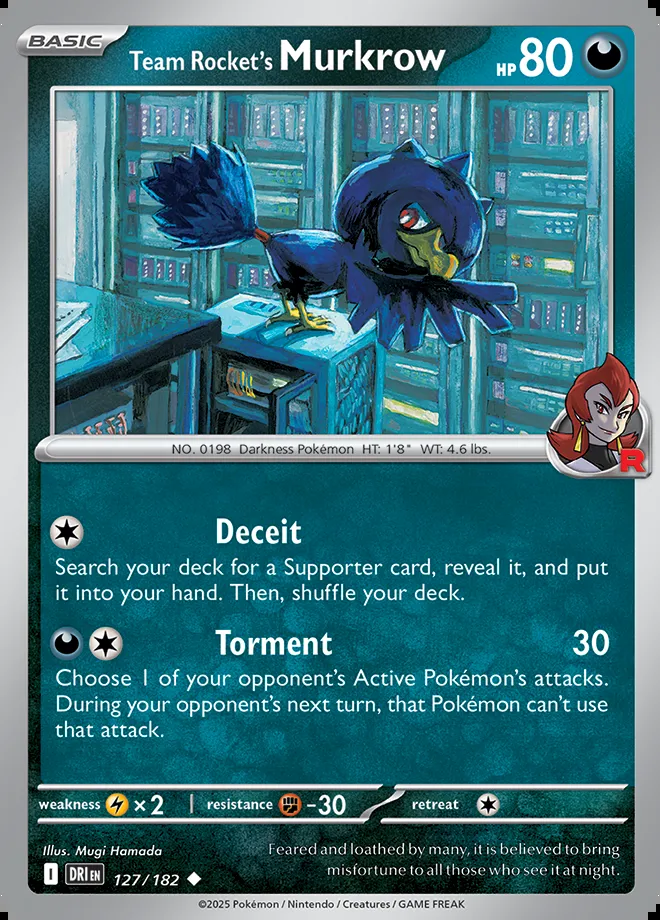 BASIC
Team Rocket's Murkrow HP 80
R
NO. 0198 Darkness Pokémon HT: 1'8" WT: 4.6 lbs.
Deceit
Search your deck for a Supporter card, reveal it, and put
it into your hand. Then, shuffle your deck.
Torment 30
Choose 1 of your opponent's Active Pokémon's attacks.
During your opponent's next turn, that Pokémon can't use
that attack.
weakness ×2 resistance -30 retreat
Illus. Mugi Hamada
Feared and loathed by many, it is believed to bring
misfortune to all those who see it at night.
I DRI EN 127/182
©2025 Pokémon / Nintendo / Creatures / GAME FREAK